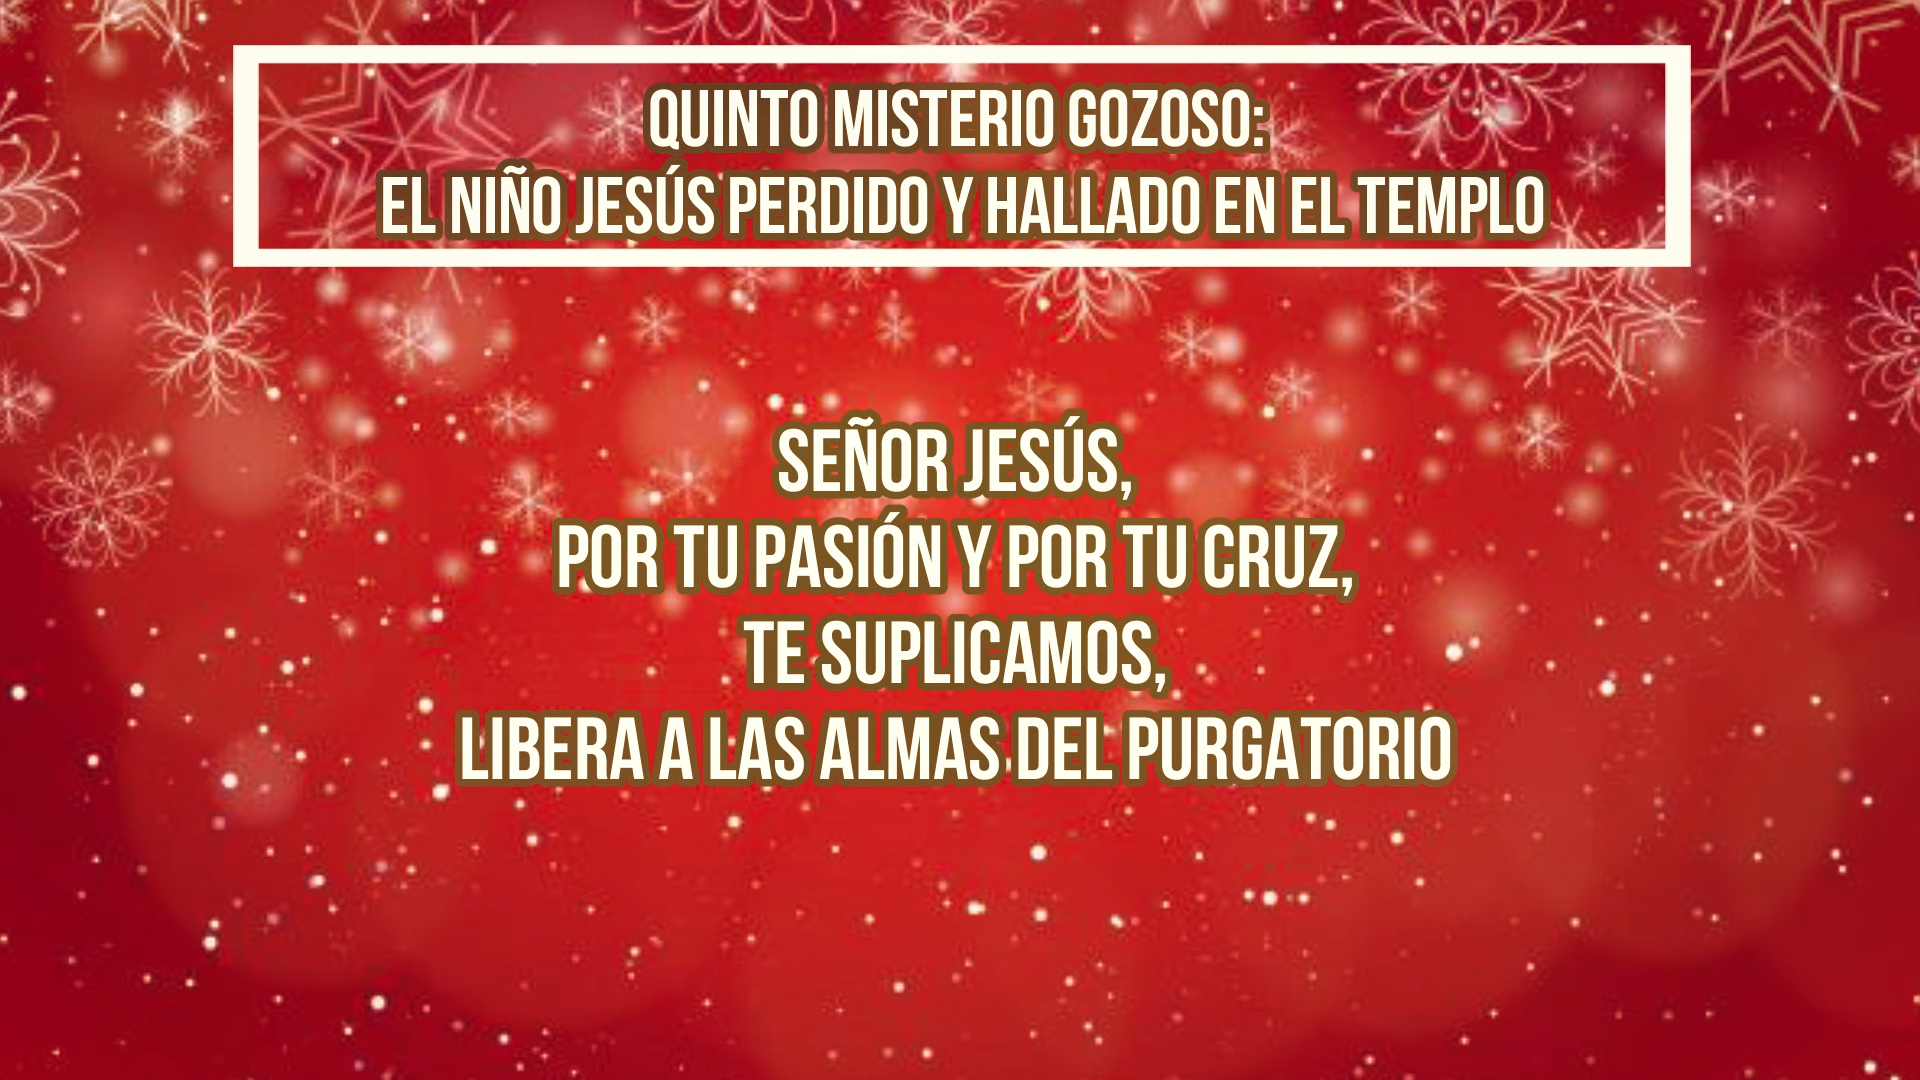 QUINTO MISTERIO GOZOSO:
EL NIÑO JESÚS PERDIDO Y HALLADO EN EL TEMPLO
SEÑOR JESÚS,
POR TU PASIÓN Y POR TU CRUZ,
TE SUPLICAMOS,
LIBERA A LAS ALMAS DEL PURGATORIO